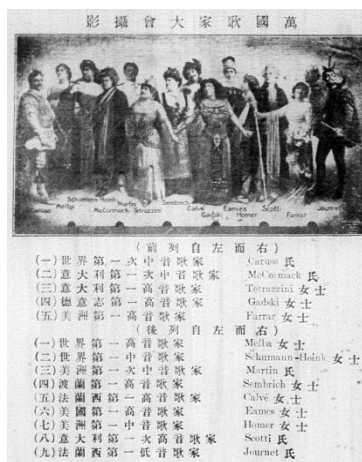 萬國歌家大會攝影
Caruso Melba Schumann Heink McCormack Martin Tetrazzini Sembrich Calvé Gadski Eames Homer Scotti Farrar Journet
(前列自左而右)
(一)世界第一次中音歌家 Caruso 氏
(二)意大利第一次中音歌家 McCormack 氏
(三)意大利第一高音歌家 Tetrazzini 女士
(四)德意志第一高音歌家 Gadski 女士
(五)美洲第一高音歌家 Farrar 女士
(後列自左而右)
(一)世界第一高音歌家 Melba 女士
(二)世界第一中音歌家 Schumann-Heink 女士
(三)美洲第一次中音歌家 Martin 氏
(四)波蘭第一高音歌家 Sembrich 女士
(五)法蘭西第一高音歌家 Calvé 女士
(六)美國第一高音歌家 Eames 女士
(七)美洲第一中音歌家 Homer 女士
(八)意大利第一次高音歌家 Scotti 氏
(九)法蘭西第一低音歌家 Journet 氏